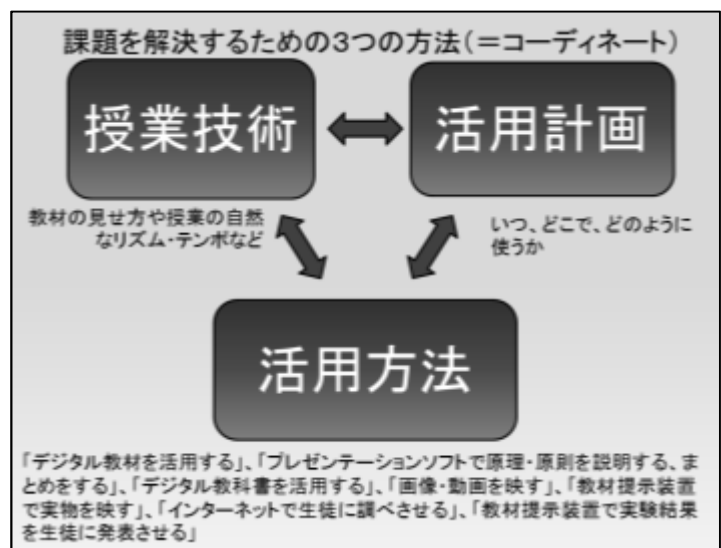 課題を解決するための３つの方法（＝コーディネート）
授業技術
活用計画
教材の見せ方や授業の自然
なリズム・テンポなど
いつ、どこで、どのように
使うか
活用方法
「デジタル教材を活用する」、「プレゼンテーションソフトで原理・原則を説明する、ま
とめをする」、「デジタル教科書を活用する」、「画像・動画を映す」、「教材提示装置
で実物を映す」、「インターネットで生徒に調べさせる」、「教材提示装置で実験結果
を生徒に発表させる」